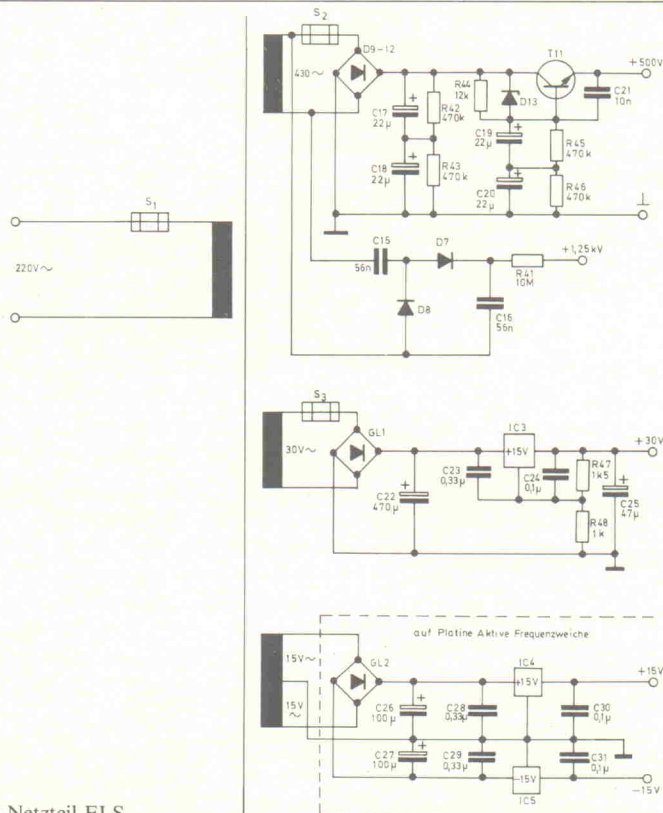 S1
220V~
S2
430~
D9-12
C17
22µ
C18
22µ
R42
470k
R43
470k
R44
12k
D13
C19
22µ
C20
22µ
T11
C21
10n
R45
470k
R46
470k
+500V
⊥
C15
56n
D7
D8
C16
56n
R41
10M
+1,25kV
S3
30V~
GL1
C22
470µ
C23
0,33µ
IC3
+15V
C24
0,1µ
R47
1k5
R48
1k
C25
47µ
+30V
auf Platine Aktive Frequenzweiche
15V~
15V
~
GL2
C26
100µ
C27
100µ
C28
0,33µ
C29
0,33µ
IC4
+15V
-15V
IC5
C30
0,1µ
C31
0,1µ
+15V
-15V
Netzteil ELS